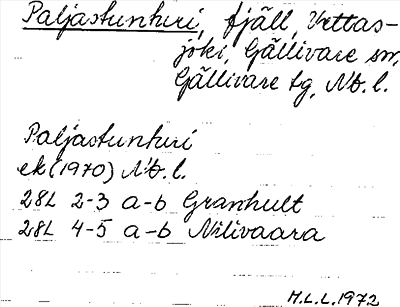 Paljastunturi, fjäll, Vettas-
joki, Gällivare sn,
Gällivare tg, Nb. l.
Paljastunturi
ek (1970) Nb. l.
28L 2-3 a-b Granhult
28L 4-5 a-b Nilivaara
H.L.L. 1972